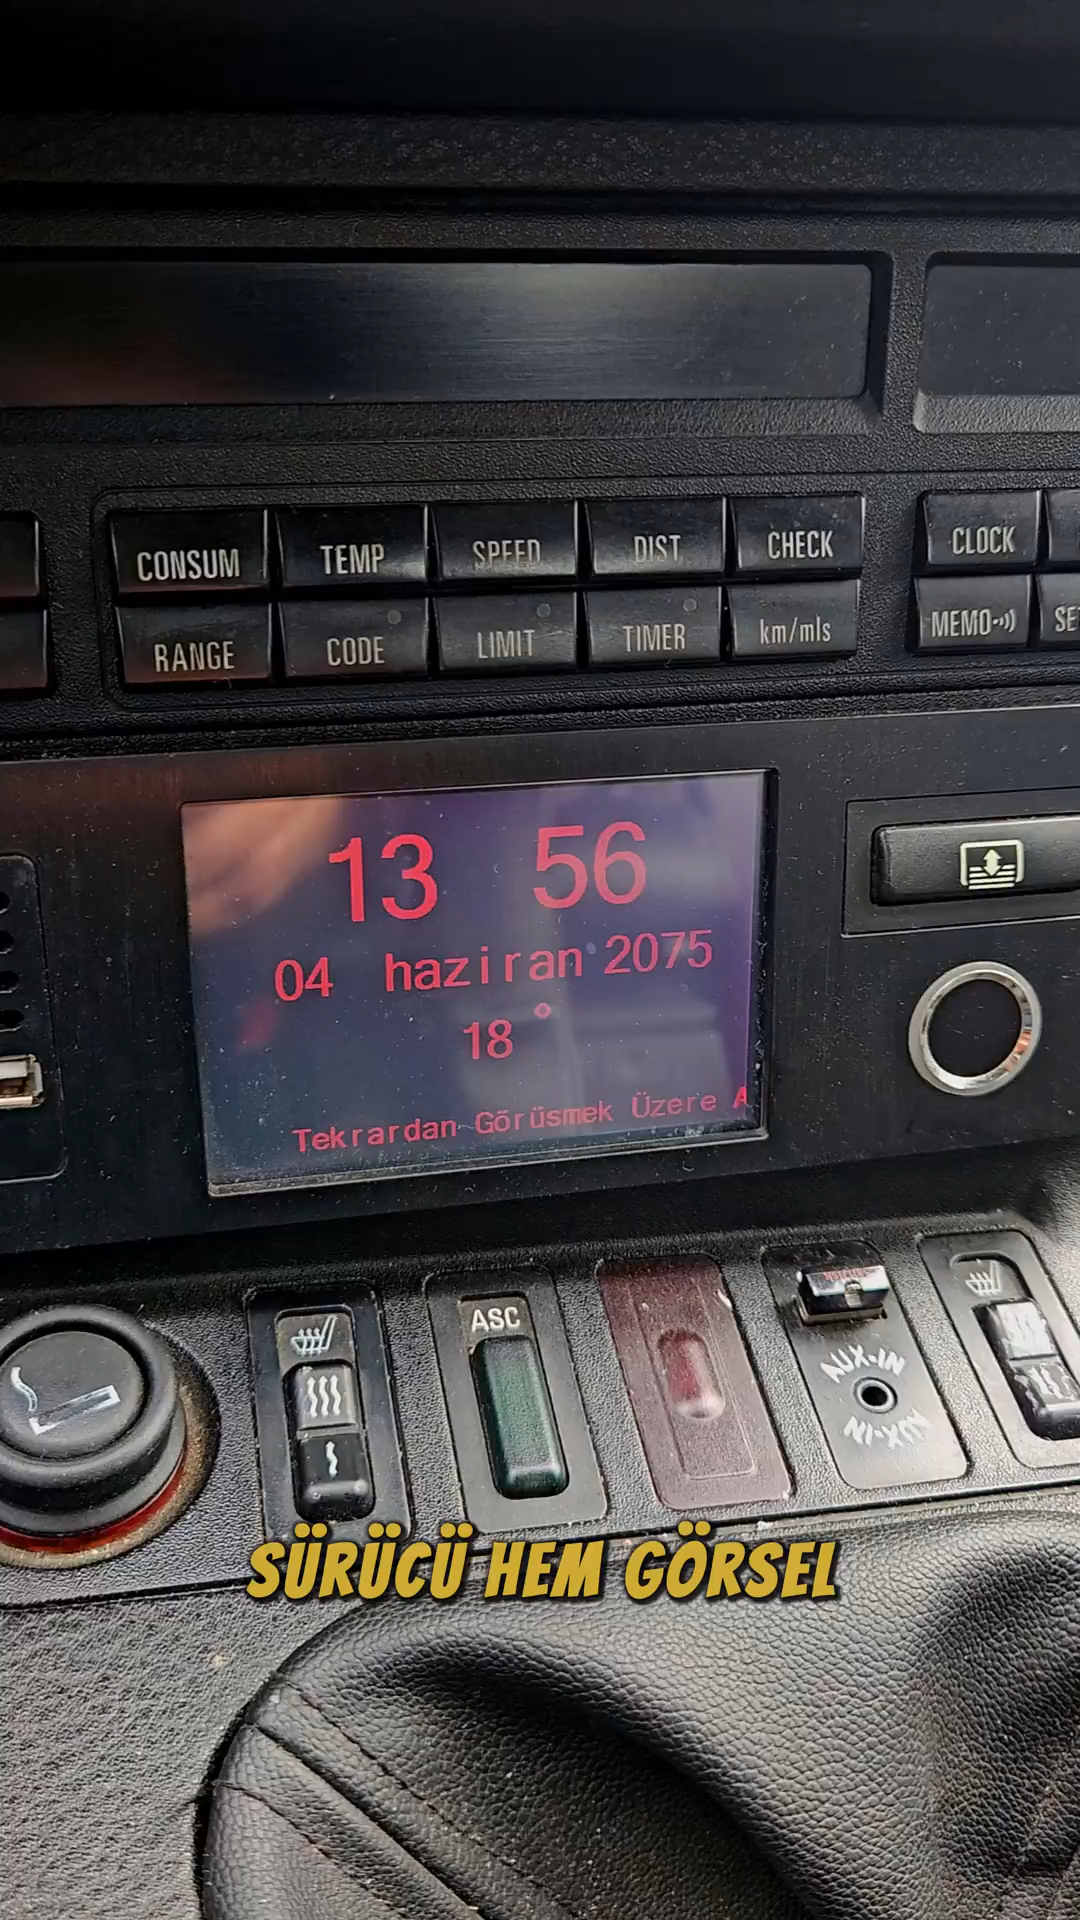 CONSUM TEMP SPEED DIST CHECK CLOCK
RANGE CODE LIMIT TIMER km/mls MEMO
13 56
04 haziran 2075
18°
Tekrardan Görüsmek Üzere A
ASC
AUX-IN
AUX-IN
SÜRÜCÜ HEM GÖRSEL